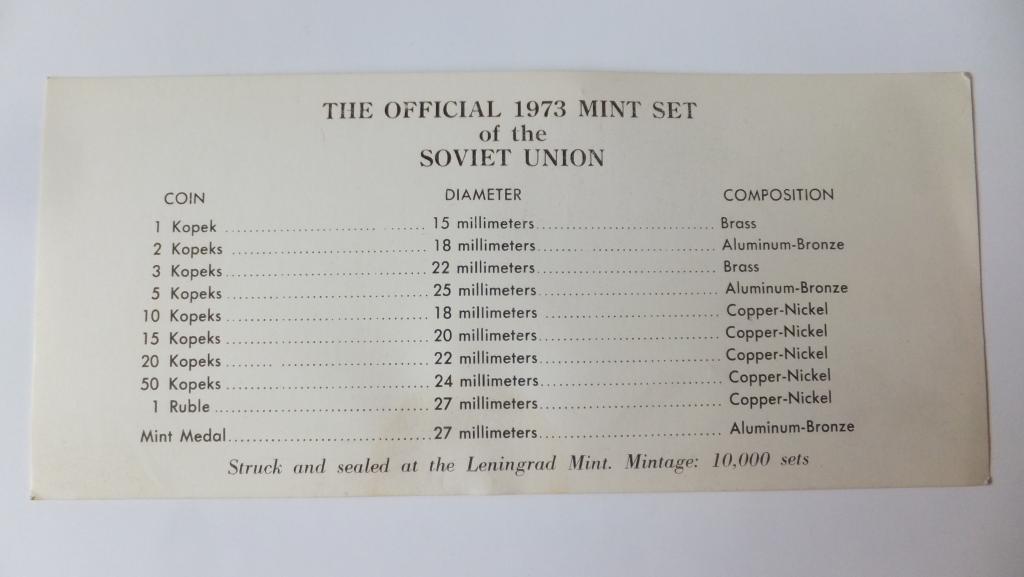 THE OFFICIAL 1973 MINT SET
of the
SOVIET UNION
COIN DIAMETER COMPOSITION
1 Kopek .................... 15 millimeters.................... Brass
2 Kopeks .................... 18 millimeters.................... Aluminum-Bronze
3 Kopeks.................... 22 millimeters.................... Brass
5 Kopeks.................... 25 millimeters.................... Aluminum-Bronze
10 Kopeks.................... 18 millimeters .................... Copper-Nickel
15 Kopeks.................... 20 millimeters.................... Copper-Nickel
20 Kopeks.................... 22 millimeters.................... Copper-Nickel
50 Kopeks.................... 24 millimeters.................... Copper-Nickel
1 Ruble.................... 27 millimeters.................... Copper-Nickel
Mint Medal....................27 millimeters.................... Aluminum-Bronze
Struck and sealed at the Leningrad Mint. Mintage: 10,000 sets